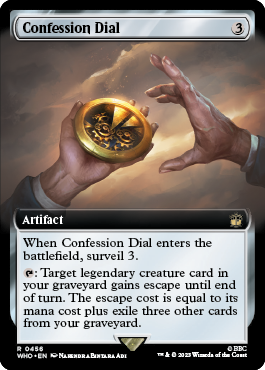 Confession Dial 3
Artifact
When Confession Dial enters the
battlefield, surveil 3.
: Target legendary creature card in
your graveyard gains escape until end
of turn. The escape cost is equal to its
mana cost plus exile three other cards
from your graveyard.
R 0456 © BBC
WHO • EN Narendra Bintara Adi ™ & © 2023 Wizards of the Coast